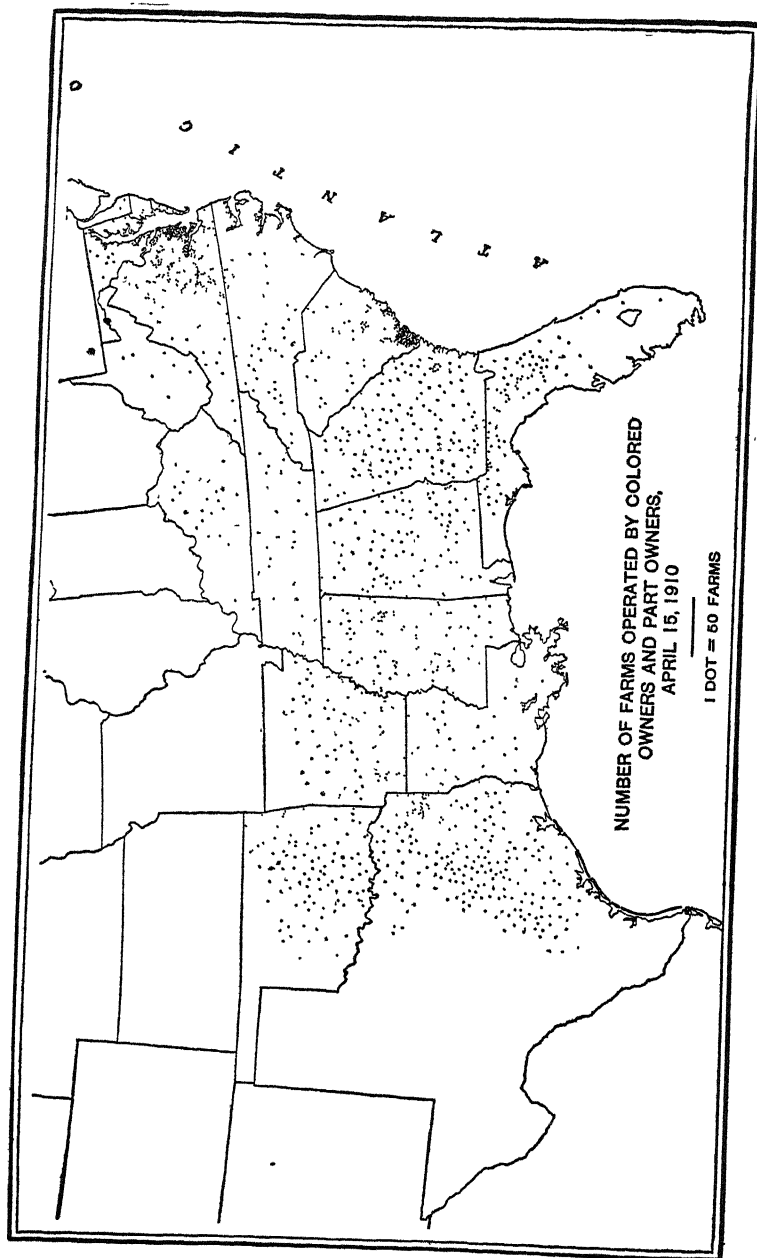 ATLANTIC O
NUMBER OF FARMS OPERATED BY COLORED
OWNERS AND PART OWNERS,
APRIL 15, 1910
1 DOT = 50 FARMS